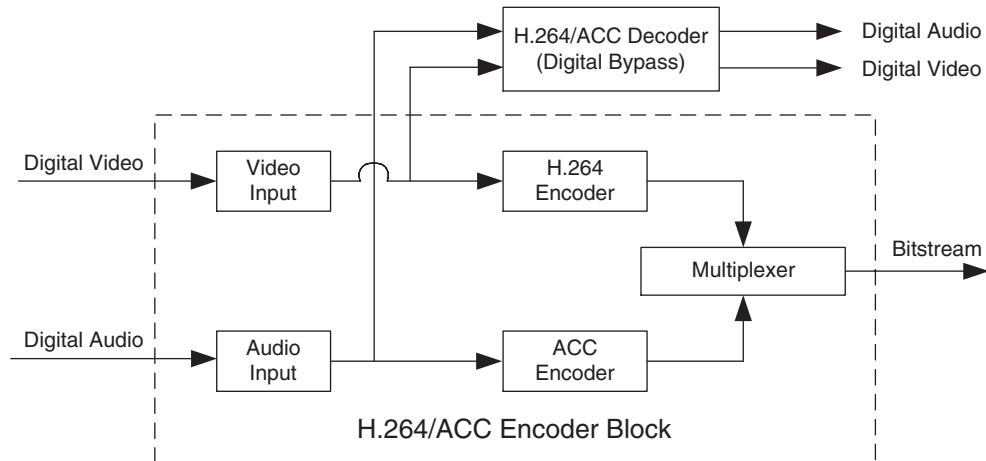 H.264/ACC Decoder
(Digital Bypass)
Digital Audio
Digital Video
Digital Video
Video
Input
H.264
Encoder
Multiplexer
Bitstream
Digital Audio
Audio
Input
ACC
Encoder
H.264/ACC Encoder Block